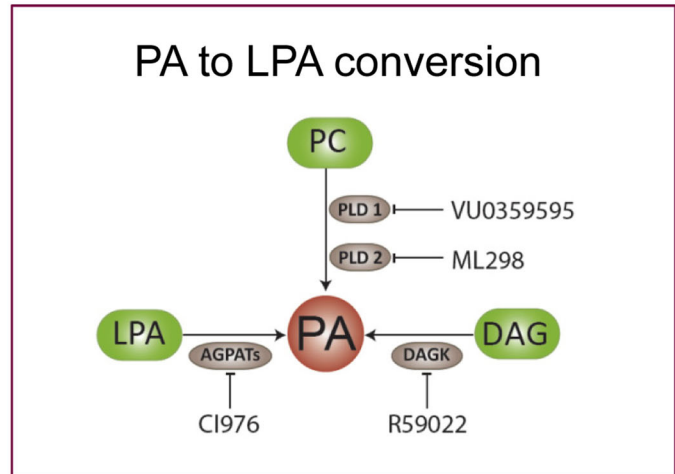 PA to LPA conversion
PC
PLD 1
VU0359595
PLD 2
ML298
LPA
AGPATs
PA
DAGK
DAG
CI976
R59022